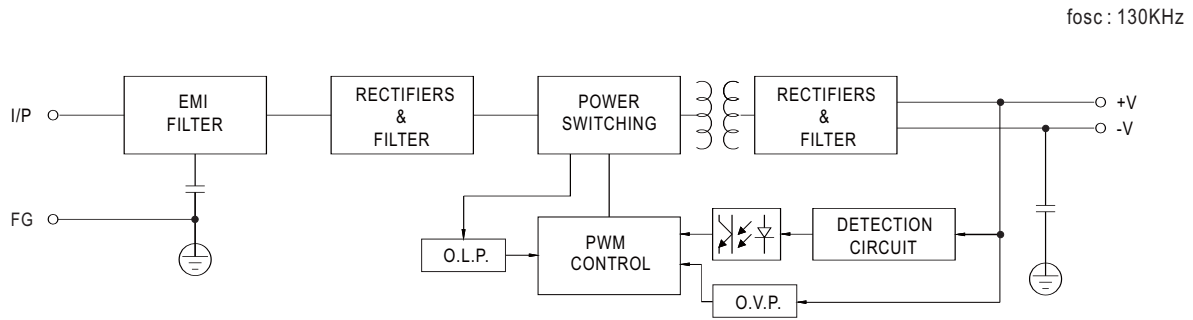 fosc : 130KHz
I/P
EMI
FILTER
RECTIFIERS
&
FILTER
POWER
SWITCHING
RECTIFIERS
&
FILTER
+V
-V
FG
O.L.P.
PWM
CONTROL
DETECTION
CIRCUIT
O.V.P.